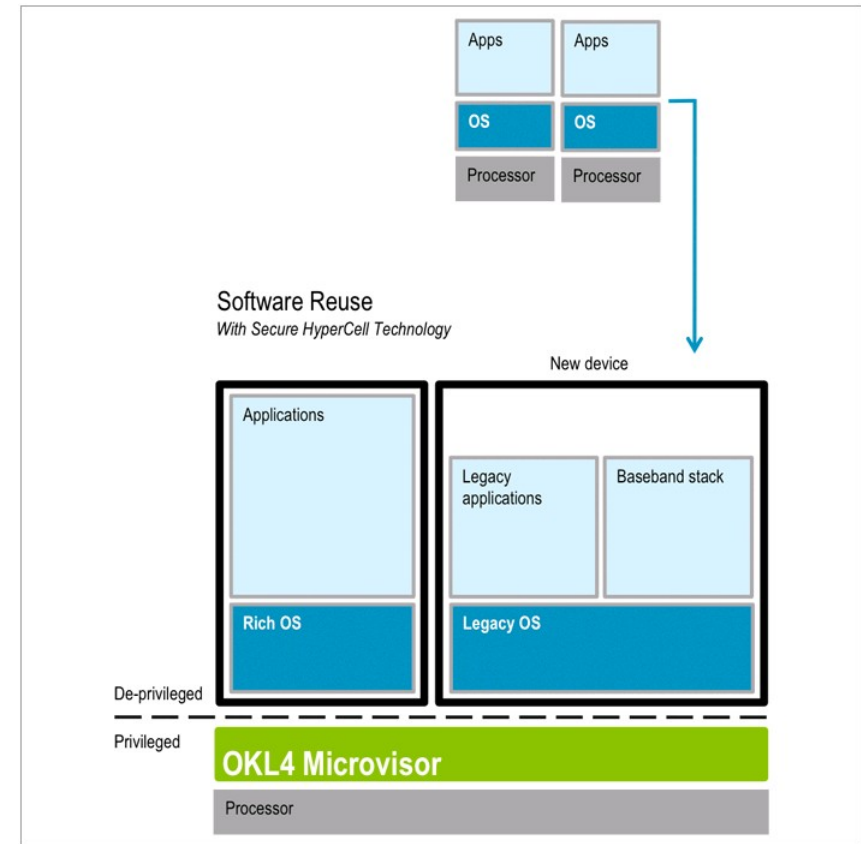 Apps
Apps
OS
OS
Processor
Processor
Software Reuse
With Secure HyperCell Technology
New device
Applications
Legacy
applications
Baseband stack
Rich OS
Legacy OS
De-privileged
Privileged
OKL4 Microvisor
Processor